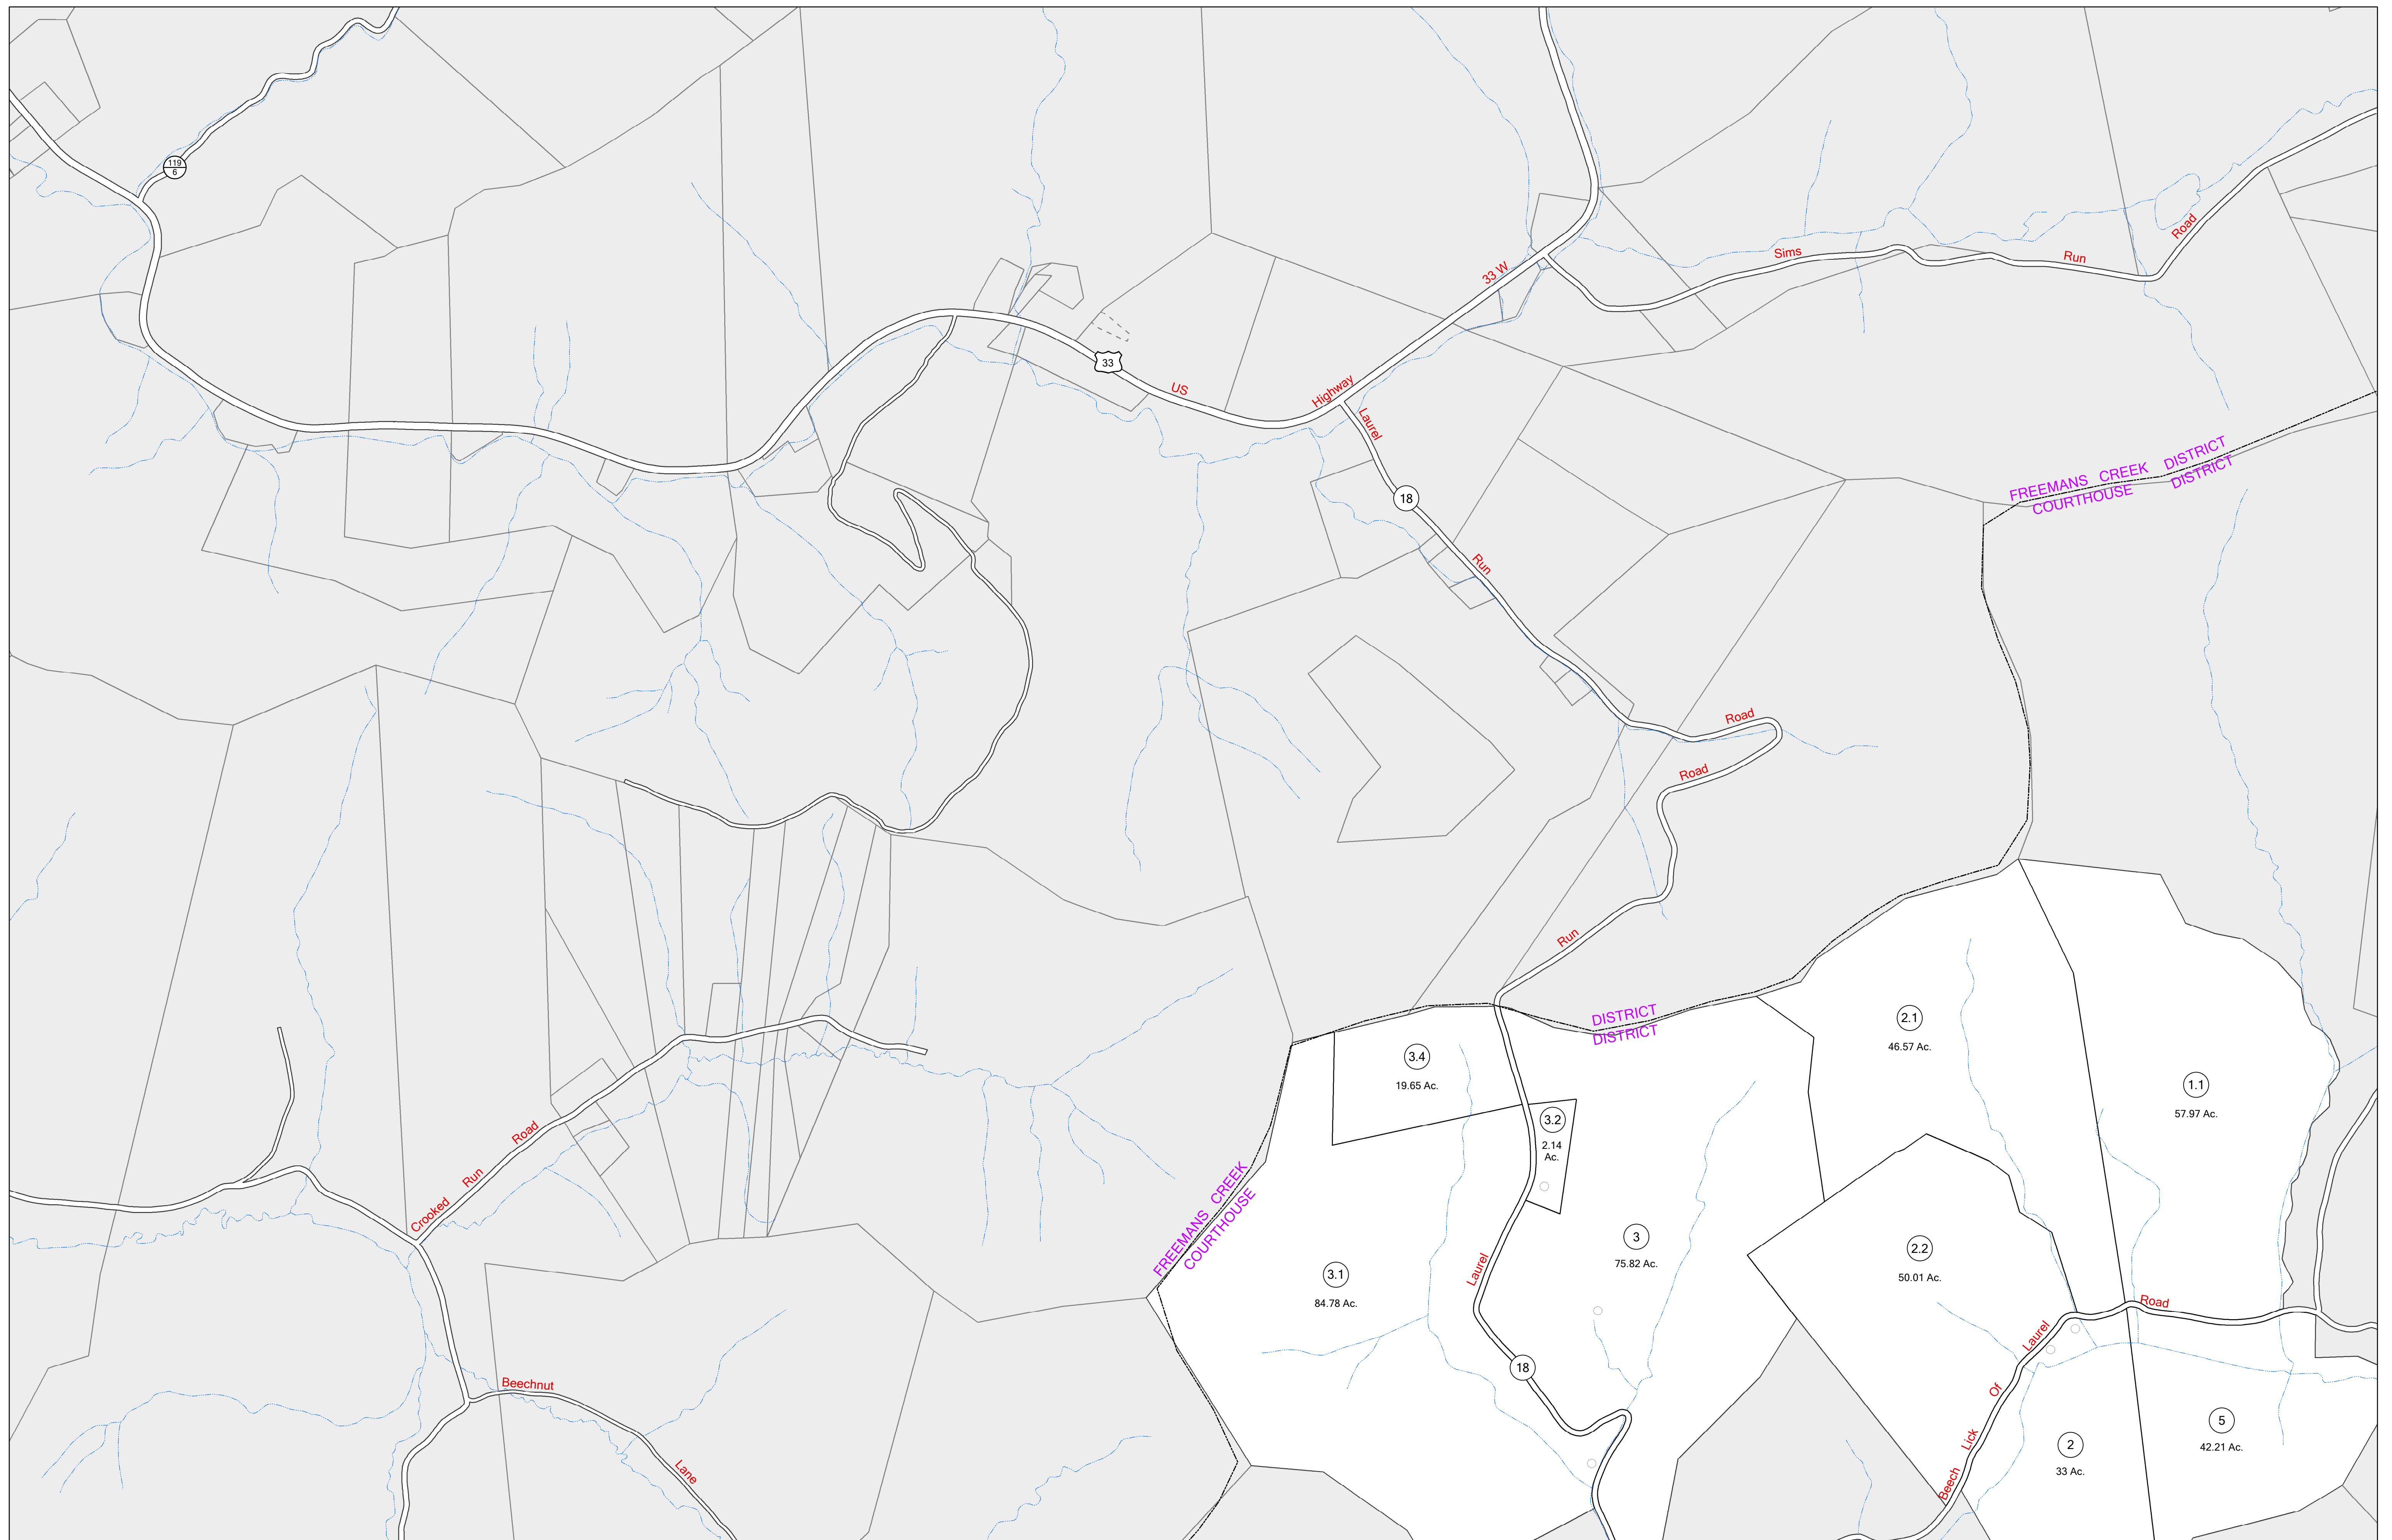 119
6
33 W
Sims
Run
Road
33
US
Highway
Laurel
18
Run
FREEMANS CREEK DISTRICT
COURTHOUSE DISTRICT
Road
Road
Run
DISTRICT
DISTRICT
2.1
46.57 Ac.
3.4
19.65 Ac.
1.1
57.97 Ac.
3.2
2.14
Ac.
Crooked Run Road
FREEMANS CREEK
COURTHOUSE
3
75.82 Ac.
2.2
50.01 Ac.
3.1
84.78 Ac.
Laurel
18
Beech Lick Of Laurel Road
Beechnut
Lane
5
42.21 Ac.
2
33 Ac.